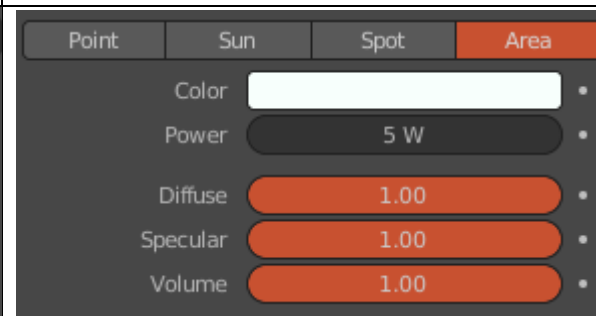 Point Sun Spot Area
Color
Power 5 W
Diffuse 1.00
Specular 1.00
Volume 1.00